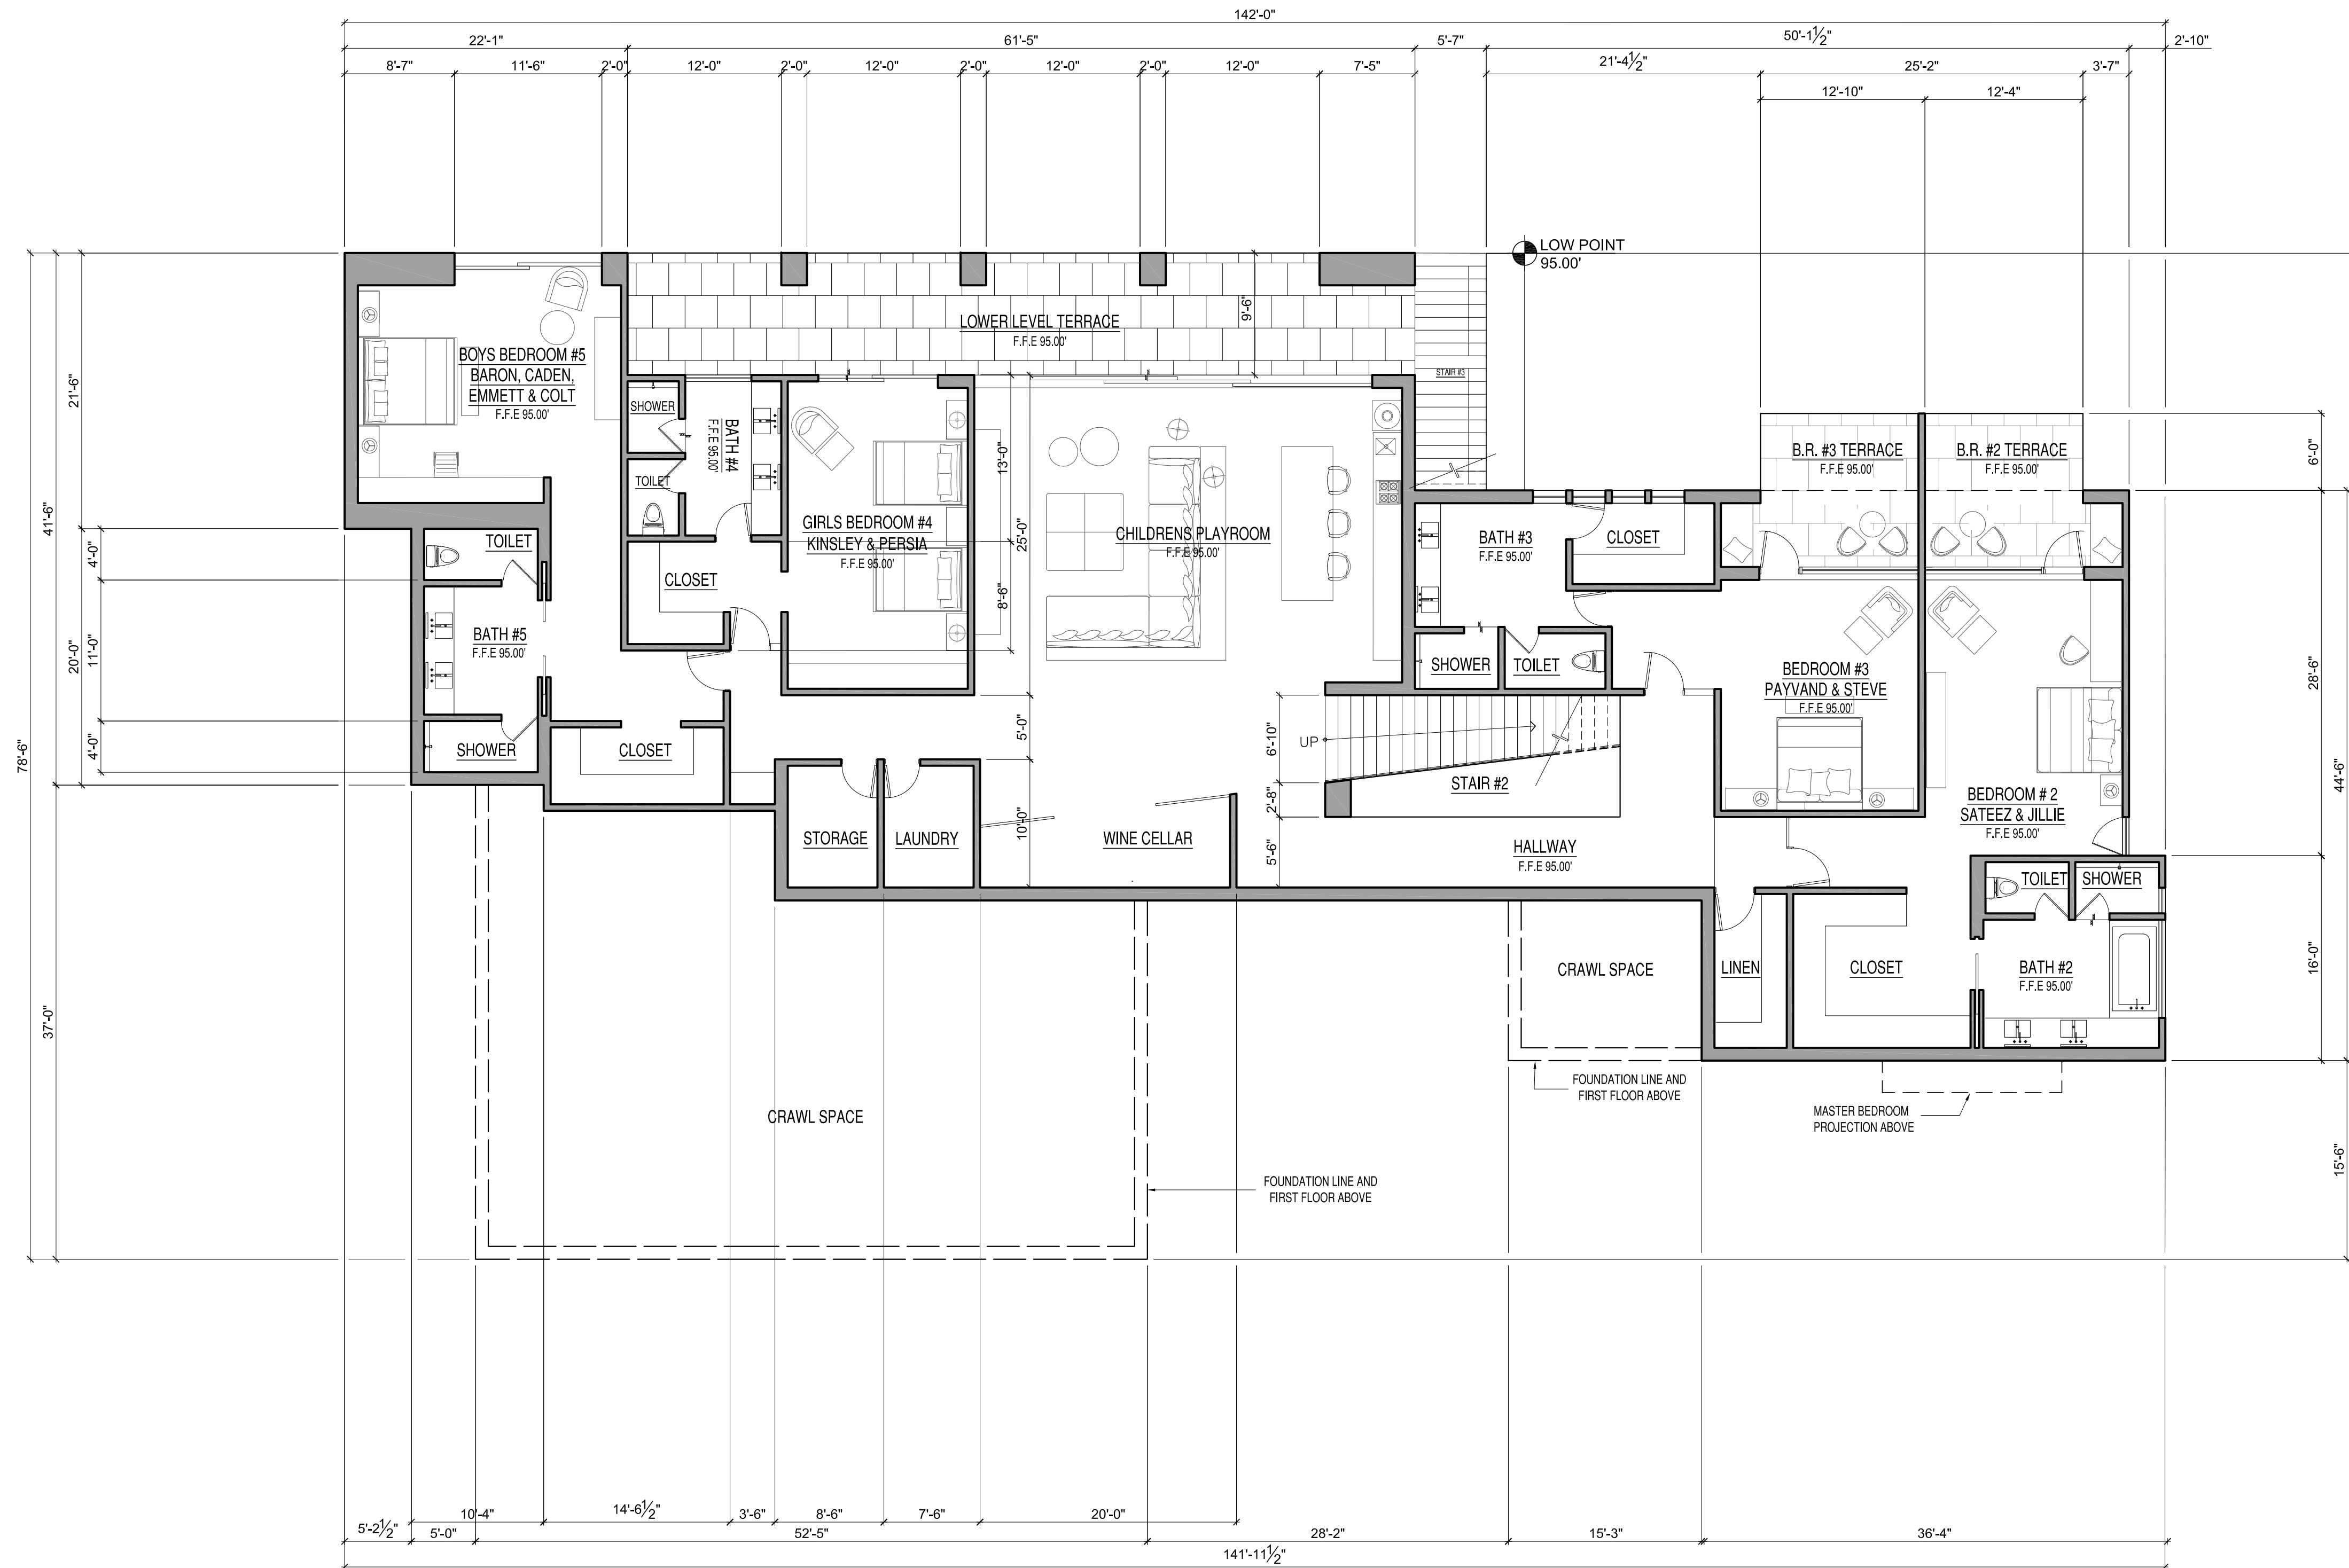 142'-0"
22'-1"
61'-5"
5'-7"
50'-1½"
2'-10"
8'-7"
11'-6"
2'-0"
12'-0"
2'-0"
12'-0"
2'-0"
12'-0"
2'-0"
12'-0"
7'-5"
21'-4½"
25'-2"
3'-7"
12'-10"
12'-4"
LOW POINT
95.00'
LOWER LEVEL TERRACE
F.F.E 95.00'
9'-6"
STAIR #3
BOYS BEDROOM #5
BARON, CADEN,
EMMETT & COLT
F.F.E 95.00'
SHOWER
BATH #4
F.F.E 95.00'
TOILET
GIRLS BEDROOM #4
KINSLEY & PERSIA
F.F.E 95.00'
13'-0"
25'-0"
8'-6"
CHILDRENS PLAYROOM
F.F.E 95.00'
B.R. #3 TERRACE
F.F.E 95.00'
B.R. #2 TERRACE
F.F.E 95.00'
BATH #3
F.F.E 95.00'
CLOSET
TOILET
CLOSET
BATH #5
F.F.E 95.00'
SHOWER
CLOSET
SHOWER
TOILET
BEDROOM #3
PAYVAND & STEVE
F.F.E 95.00'
5'-0"
6'-10"
UP
STAIR #2
2'-8"
5'-6"
10'-0"
STORAGE
LAUNDRY
WINE CELLAR
HALLWAY
F.F.E 95.00'
BEDROOM # 2
SATEEZ & JILLIE
F.F.E 95.00'
TOILET
SHOWER
CRAWL SPACE
LINEN
CLOSET
BATH #2
F.F.E 95.00'
FOUNDATION LINE AND
FIRST FLOOR ABOVE
MASTER BEDROOM
PROJECTION ABOVE
CRAWL SPACE
FOUNDATION LINE AND
FIRST FLOOR ABOVE
78'-6"
41'-6"
37'-0"
21'-6"
20'-0"
4'-0"
11'-0"
4'-0"
6'-0"
28'-6"
16'-0"
44'-6"
15'-6"
10'-4"
14'-6½"
3'-6"
8'-6"
7'-6"
20'-0"
5'-2½"
5'-0"
52'-5"
28'-2"
15'-3"
36'-4"
141'-11½"